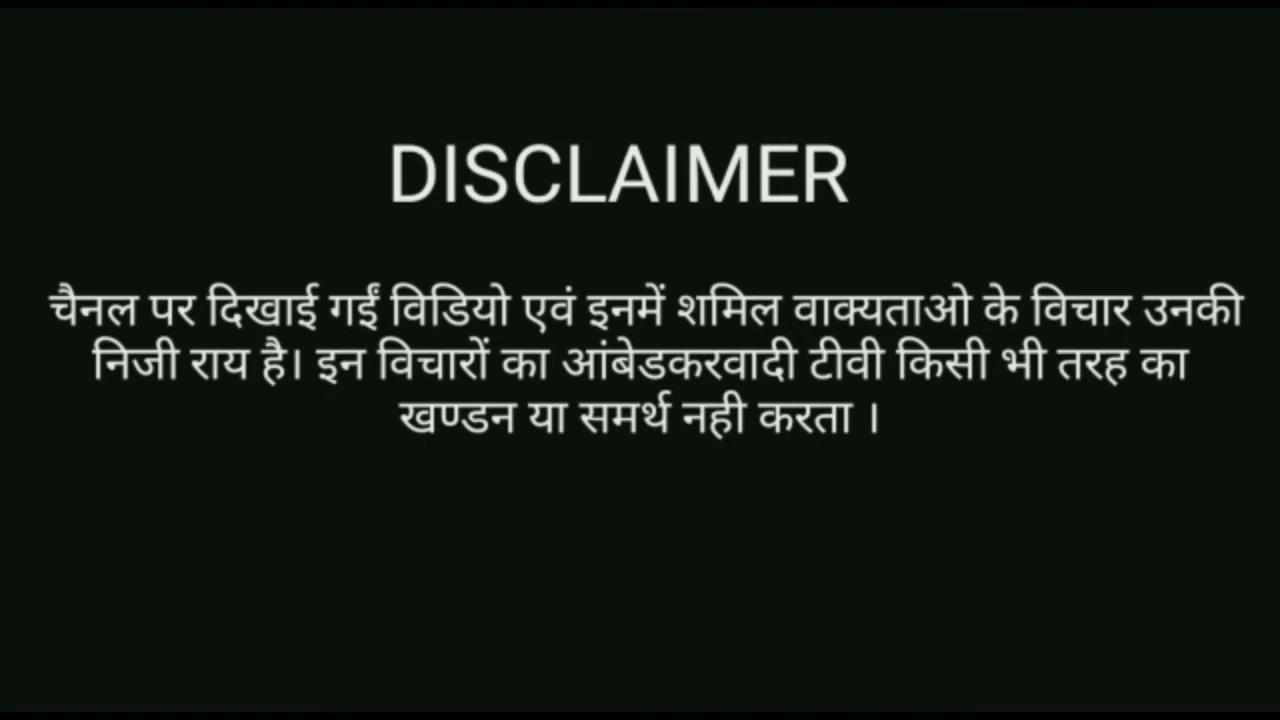 DISCLAIMER
चैनल पर दिखाई गईं विडियो एवं इनमें शमिल वाक्यताओ के विचार उनकी
निजी राय है। इन विचारों का आंबेडकरवादी टीवी किसी भी तरह का
खण्डन या समर्थ नही करता ।